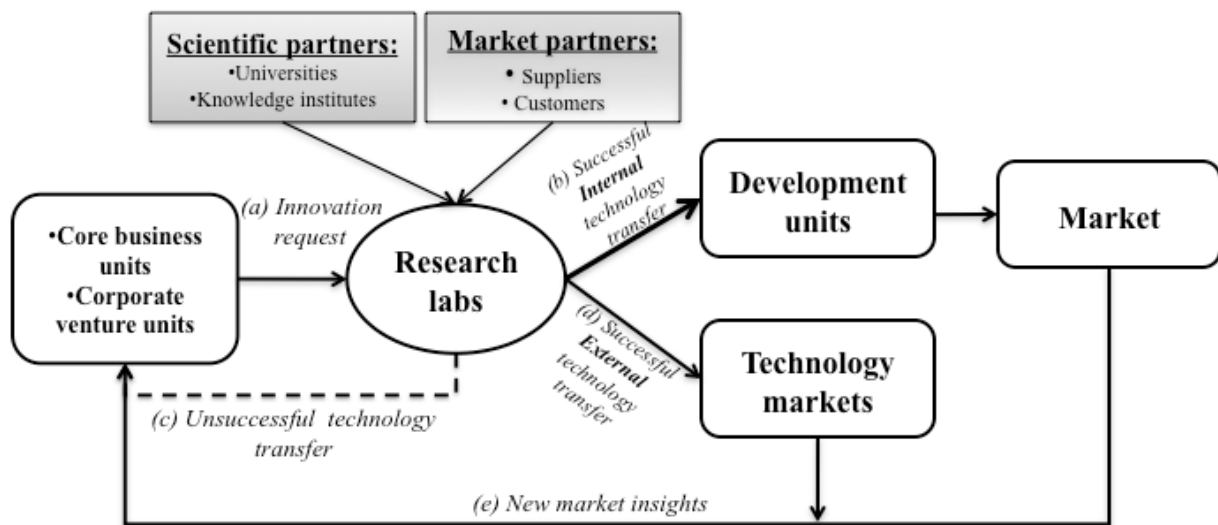 Scientific partners:
•Universities
•Knowledge institutes
Market partners:
• Suppliers
• Customers
(a) Innovation
request
•Core business
units
•Corporate
venture units
Research
labs
(b) Successful
Internal
technology
transfer
Development
units
Market
(d) Successful
External
technology
transfer
Technology
markets
(c) Unsuccessful technology
transfer
(e) New market insights